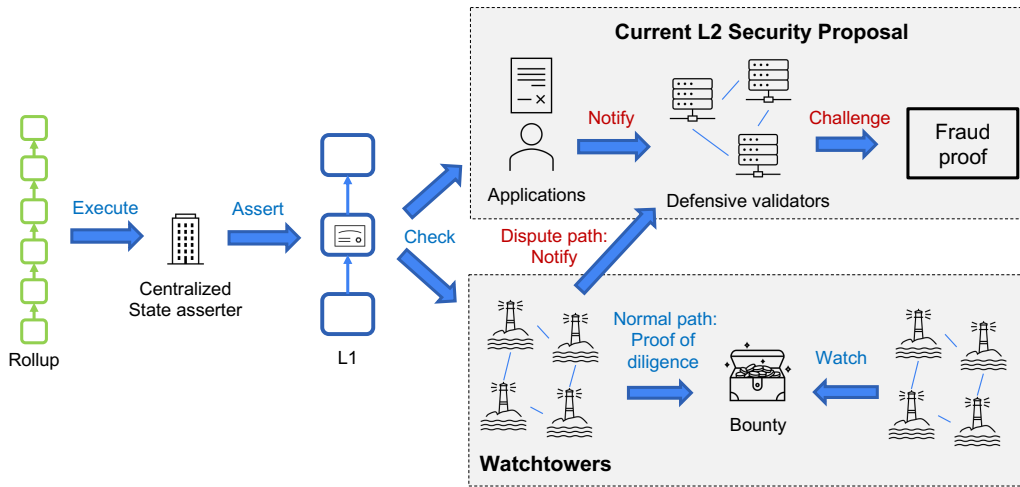 Current L2 Security Proposal
Notify
Challenge
Fraud
proof
Applications
Defensive validators
Execute
Assert
Check
Dispute path:
Notify
Centralized
State asserter
Rollup
L1
Normal path:
Proof of
diligence
Watch
Bounty
Watchtowers